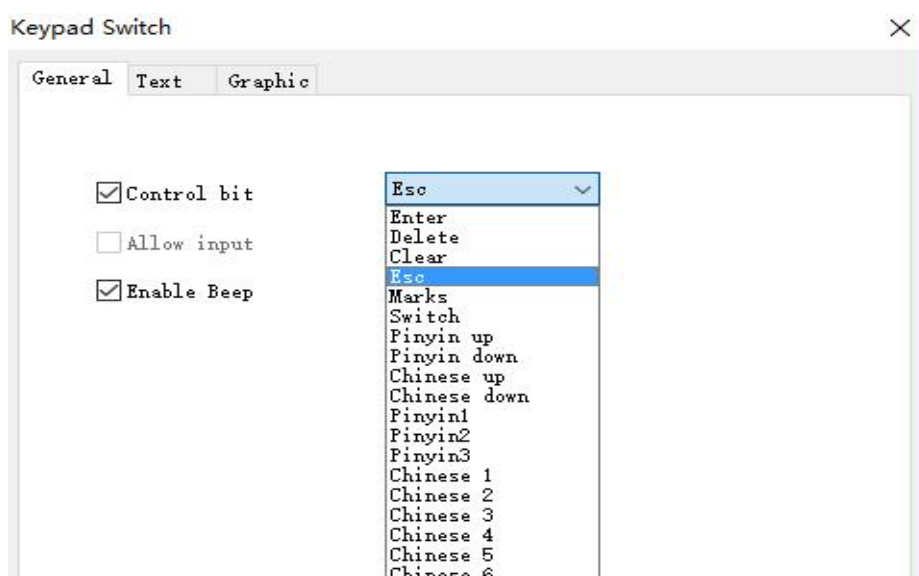 Keypad Switch
General Text Graphic
Control bit
Esc
Allow input
Enable Beep
Enter
Delete
Clear
Esc
Marks
Switch
Pinyin up
Pinyin down
Chinese up
Chinese down
Pinyin1
Pinyin2
Pinyin3
Chinese 1
Chinese 2
Chinese 3
Chinese 4
Chinese 5
Chinese 6